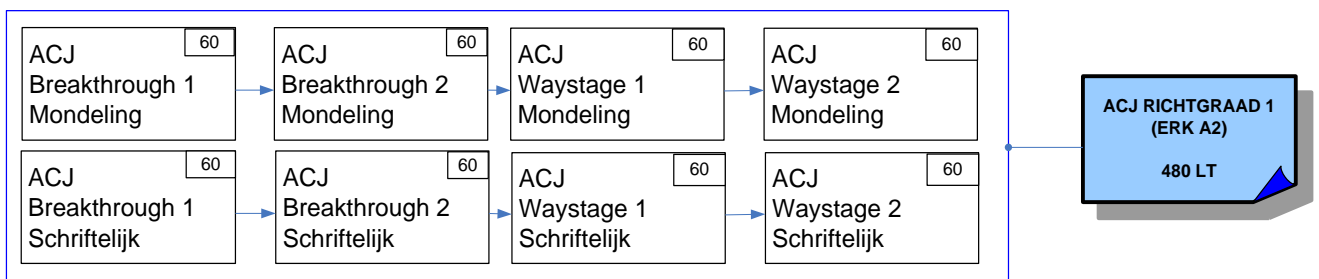 60
ACJ
Breakthrough 1
Mondeling
60
ACJ
Breakthrough 2
Mondeling
60
ACJ
Waystage 1
Mondeling
60
ACJ
Waystage 2
Mondeling
60
ACJ
Breakthrough 1
Schriftelijk
60
ACJ
Breakthrough 2
Schriftelijk
60
ACJ
Waystage 1
Schriftelijk
60
ACJ
Waystage 2
Schriftelijk
ACJ RICHTGRAAD 1
(ERK A2)
480 LT